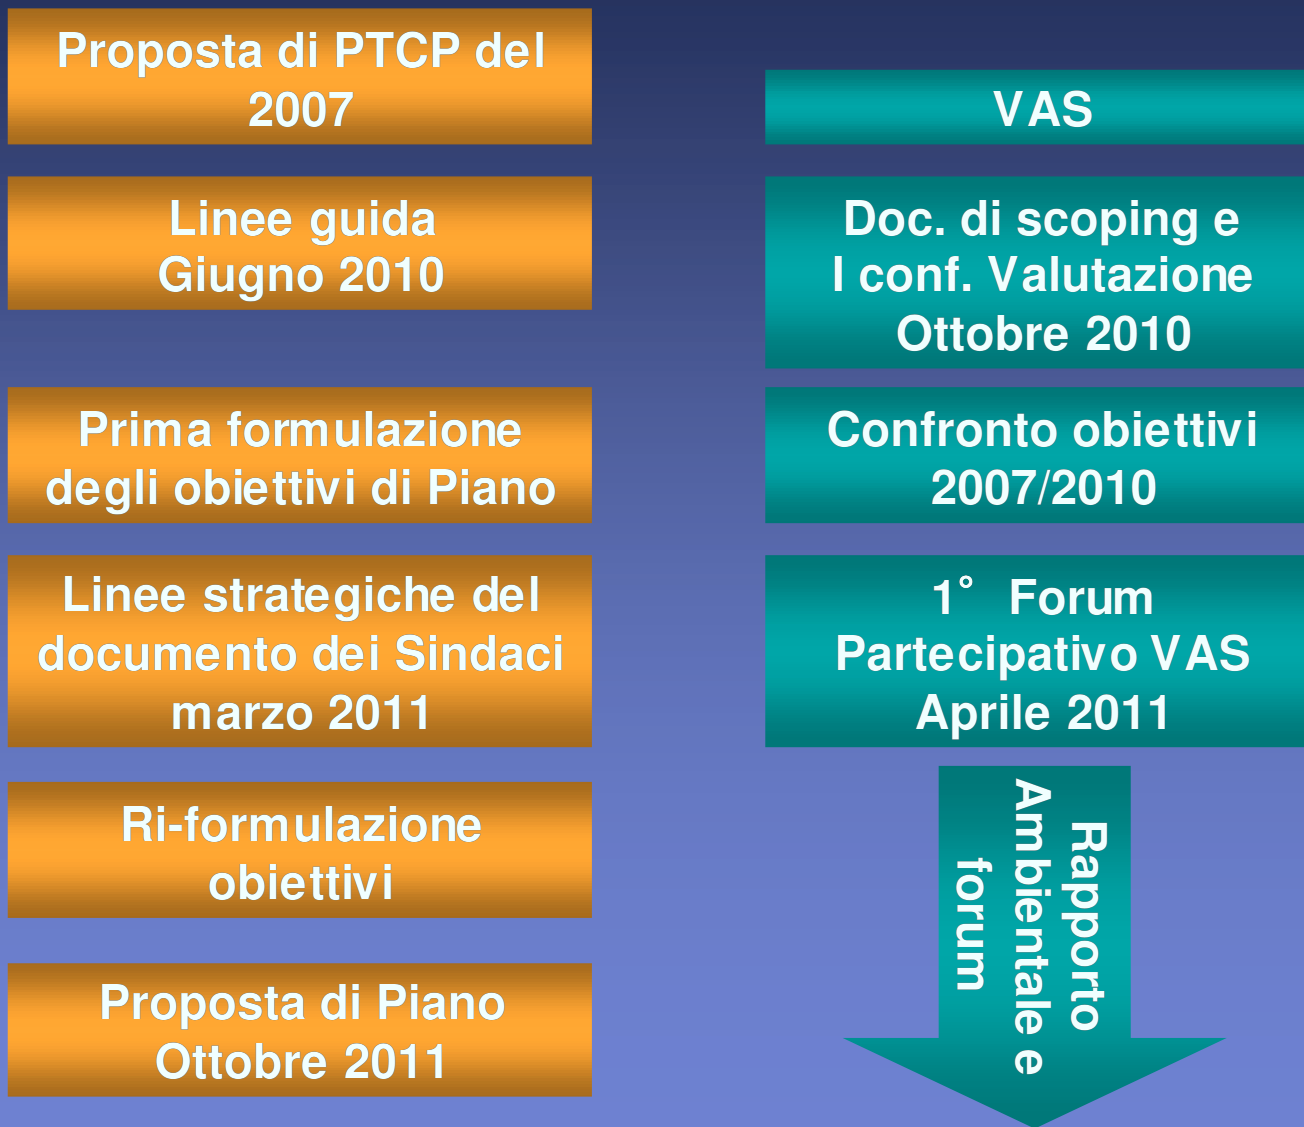 Proposta di PTCP del
2007
VAS
Linee guida
Giugno 2010
Doc. di scoping e
I conf. Valutazione
Ottobre 2010
Prima formulazione
degli obiettivi di Piano
Confronto obiettivi
2007/2010
Linee strategiche del
documento dei Sindaci
marzo 2011
1° Forum
Partecipativo VAS
Aprile 2011
Ri-formulazione
obiettivi
Rapporto
Ambientale e
forum
Proposta di Piano
Ottobre 2011